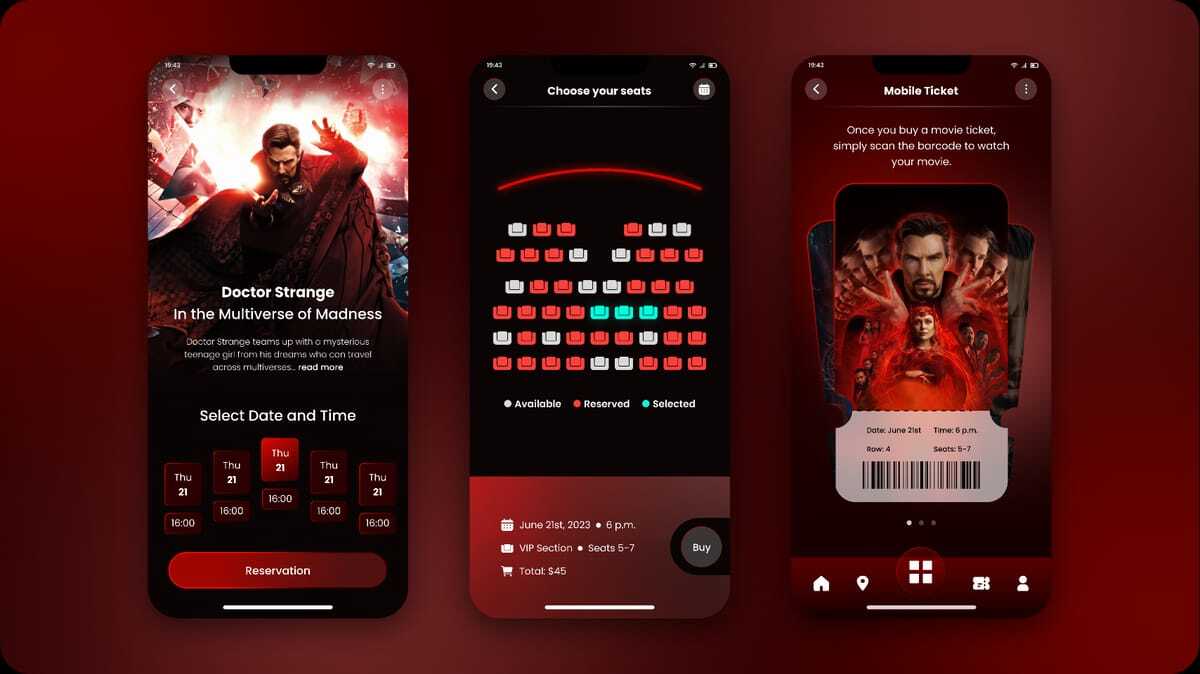 19:43
Doctor Strange
In the Multiverse of Madness
Doctor Strange teams up with a mysterious
teenage girl from his dreams who can travel
across multiverses... read more
Select Date and Time
Thu
21
16:00
Thu
21
16:00
Thu
21
16:00
Thu
21
16:00
Thu
21
16:00
Reservation
19:43
Choose your seats
Available
Reserved
Selected
June 21st, 2023 • 6 p.m.
VIP Section • Seats 5-7
Total: $45
Buy
19:43
Mobile Ticket
Once you buy a movie ticket,
simply scan the barcode to watch
your movie.
Date: June 21st
Time: 6 p.m.
Row: 4
Seats: 5-7